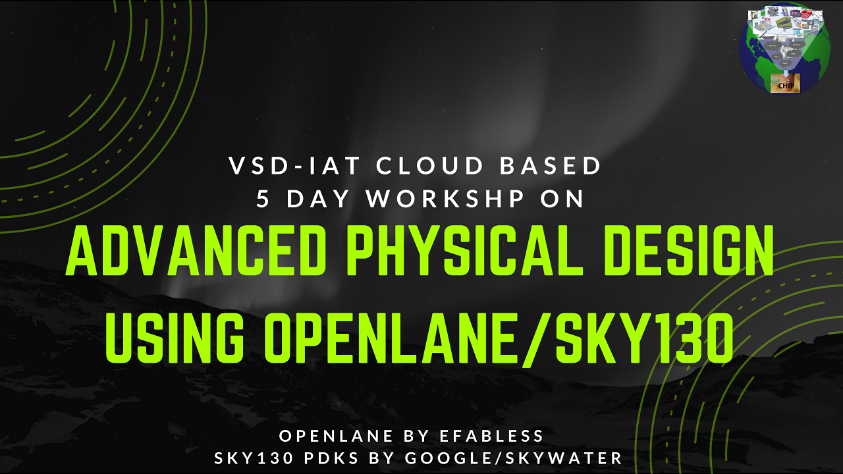 VSD-IAT CLOUD BASED
5 DAY WORKSHP ON
ADVANCED PHYSICAL DESIGN
USING OPENLANE/SKY130
OPENLANE BY EFABLESS
SKY130 PDKS BY GOOGLE/SKYWATER
CHIP